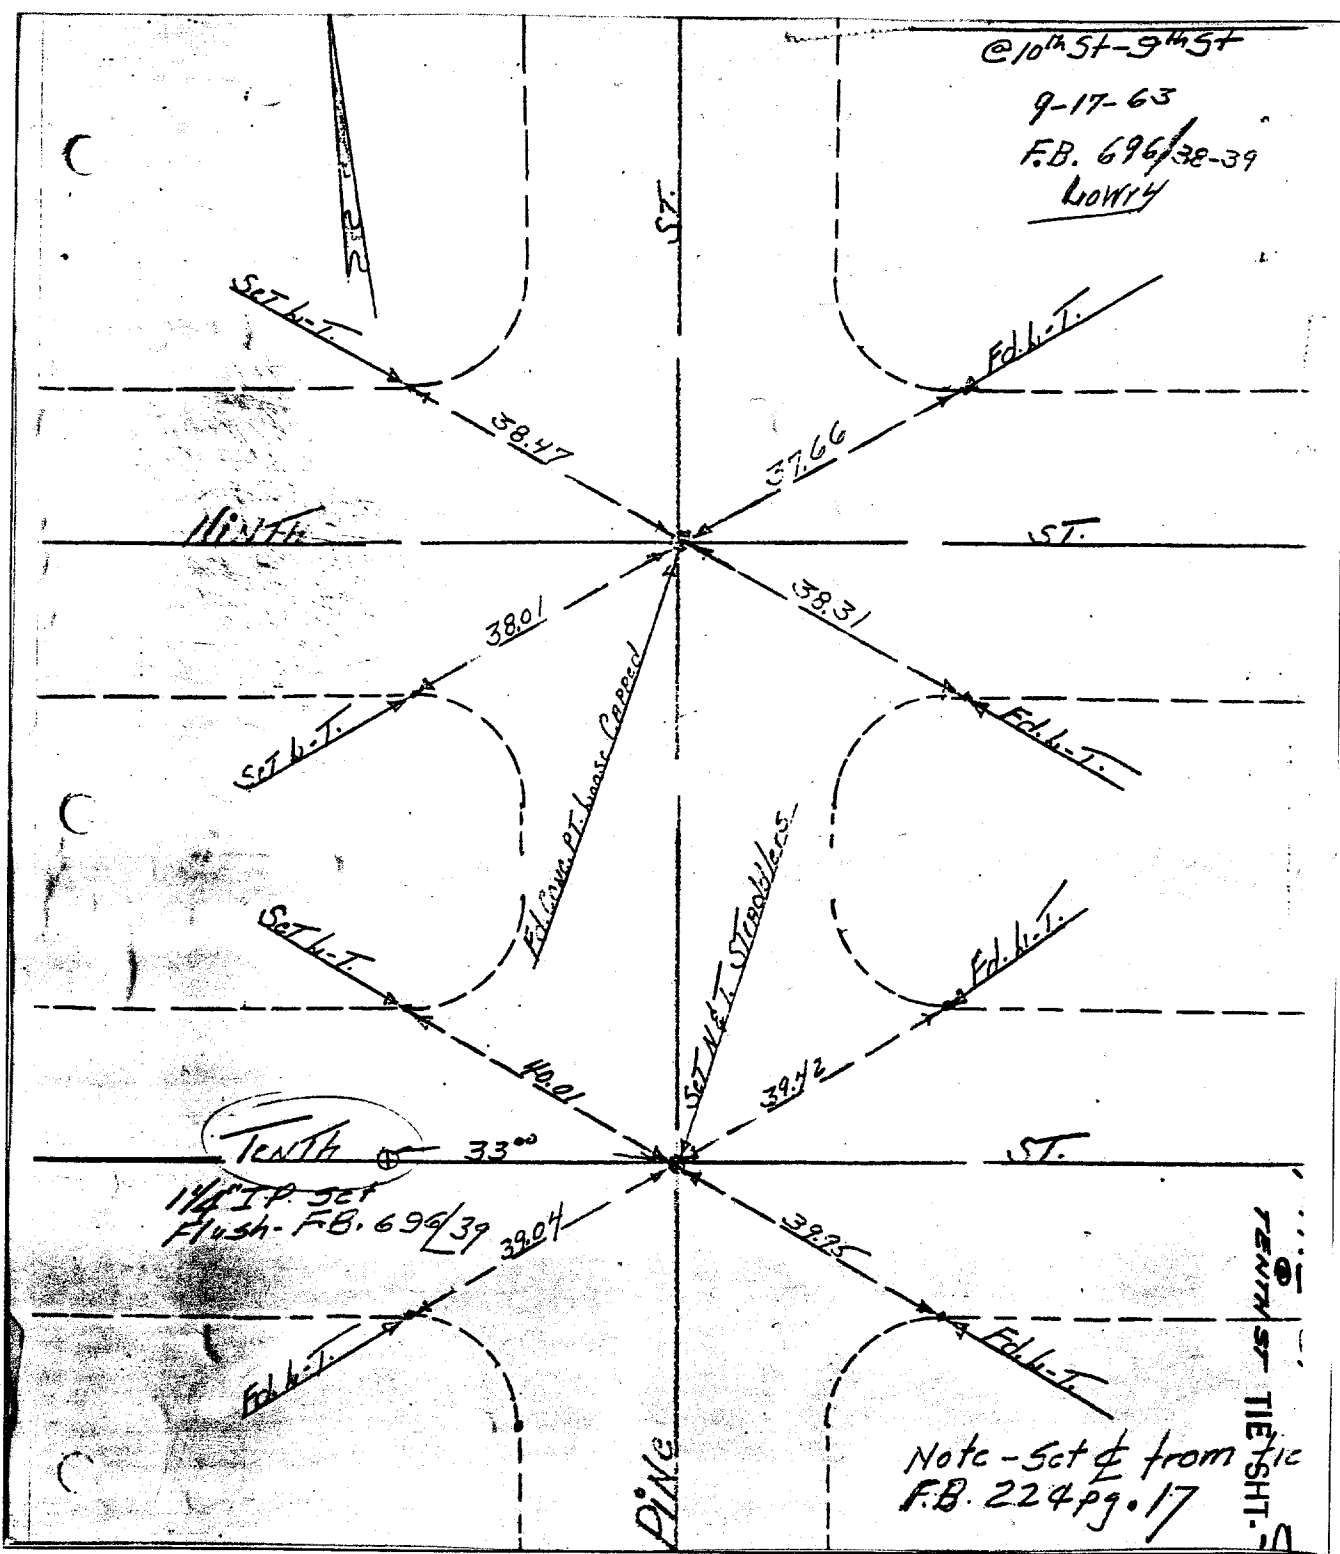 @ 10th St - 9th St
9-17-63
F.B. 696/38-39
Lowry
ST.
Set L-T.
Fd. L-T.
38.47
37.66
NiNTh
ST.
38.01
38.31
Set L-T.
Fd. L-T.
Fd. Conc. PT. Loose Capped
Set N&T. Straddlers
Set L-T.
Fd. L-T.
40.01
39.42
TeNTh
33.00
ST.
1 1/4" I.P. Set
Flush - F.B. 696/39
39.04
39.95
Fd. L-T.
Fd. L-T.
PiNe
Note - Set ℄ from tie
F.B. 224 pg. 17
@
TENTH ST TIE SHT.-